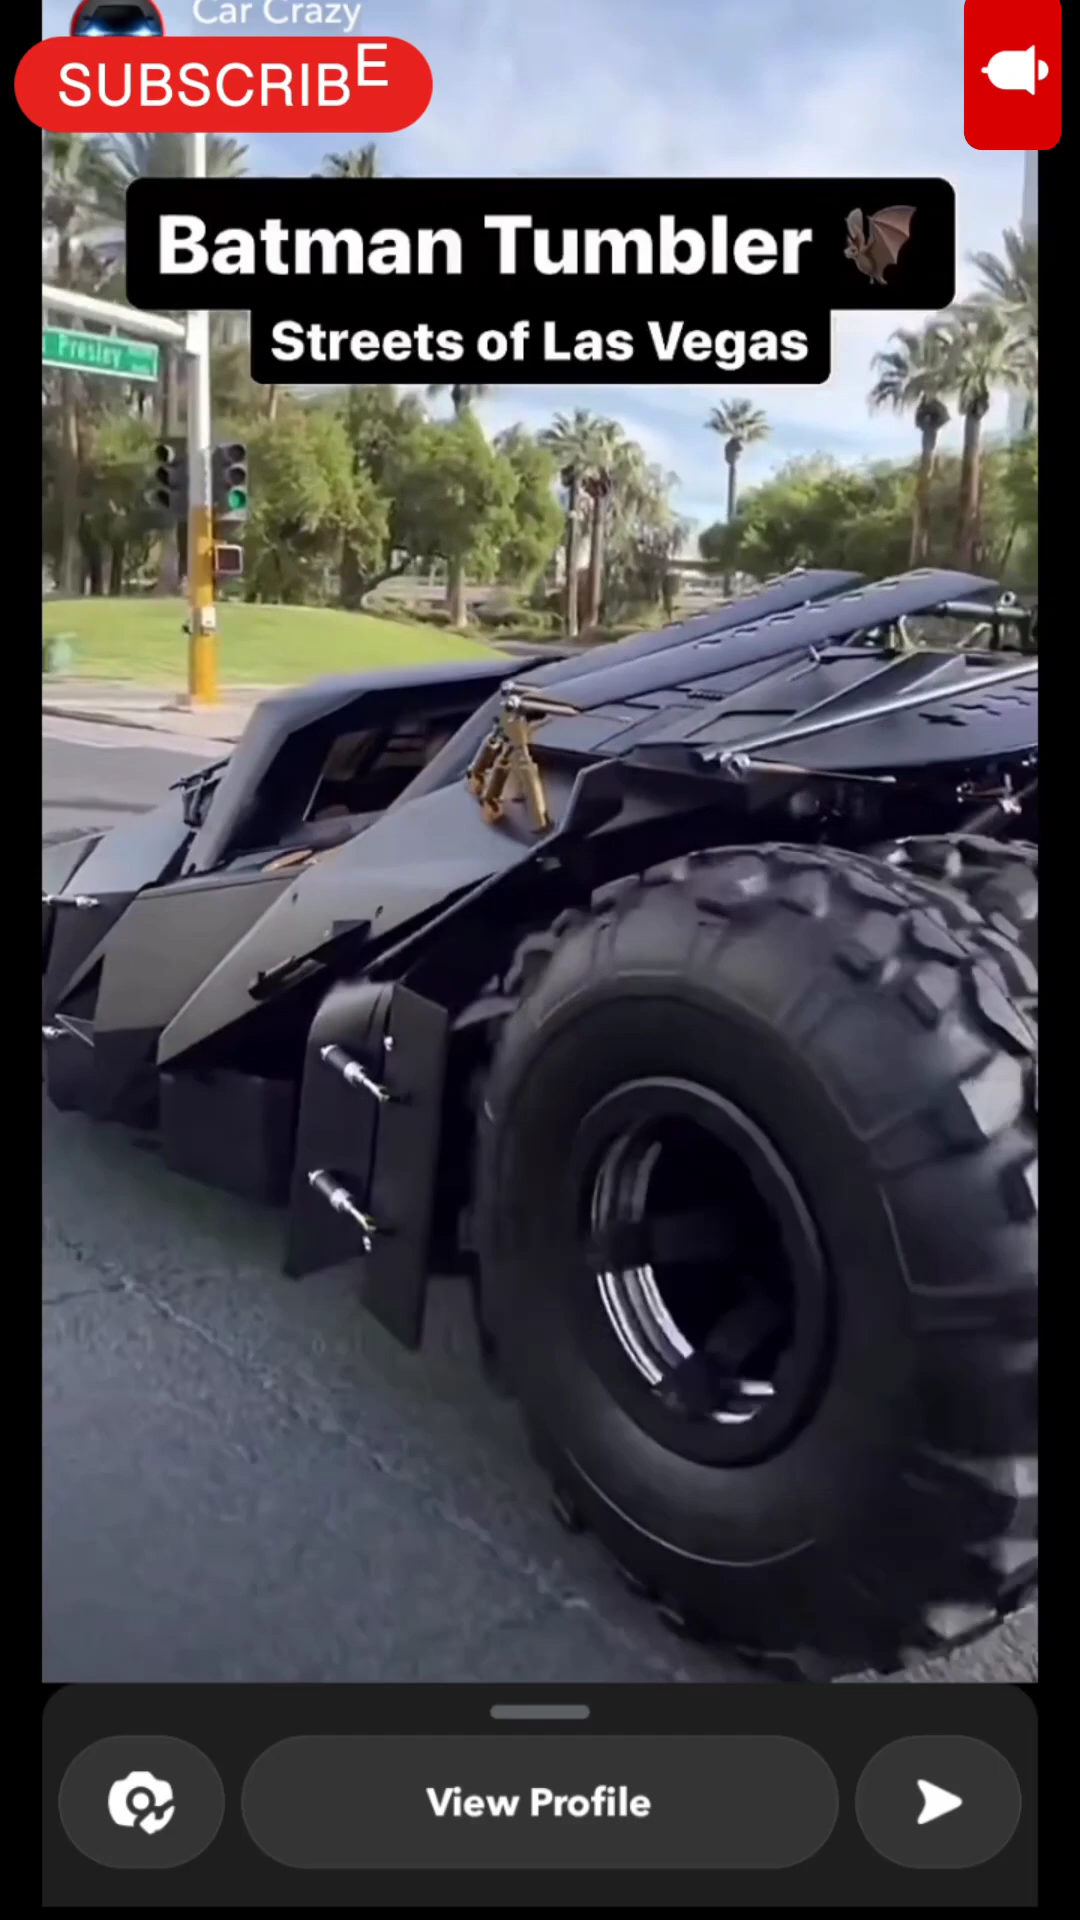 Car Crazy
SUBSCRIBE
Batman Tumbler
Streets of Las Vegas
Presley
View Profile